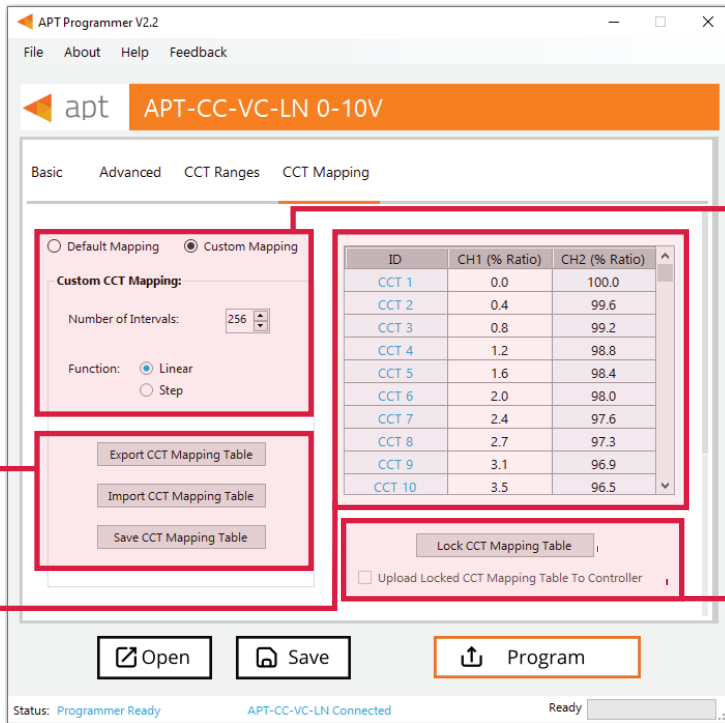 APT Programmer V2.2
File About Help Feedback
apt APT-CC-VC-LN 0-10V
Basic Advanced CCT Ranges CCT Mapping
Default Mapping Custom Mapping
Custom CCT Mapping:
Number of Intervals: 256
Function: Linear
Step
Export CCT Mapping Table
Import CCT Mapping Table
Save CCT Mapping Table
ID CH1 (% Ratio) CH2 (% Ratio)
CCT 1 0.0 100.0
CCT 2 0.4 99.6
CCT 3 0.8 99.2
CCT 4 1.2 98.8
CCT 5 1.6 98.4
CCT 6 2.0 98.0
CCT 7 2.4 97.6
CCT 8 2.7 97.3
CCT 9 3.1 96.9
CCT 10 3.5 96.5
Lock CCT Mapping Table
Upload Locked CCT Mapping Table To Controller
Open Save Program
Status: Programmer Ready APT-CC-VC-LN Connected Ready